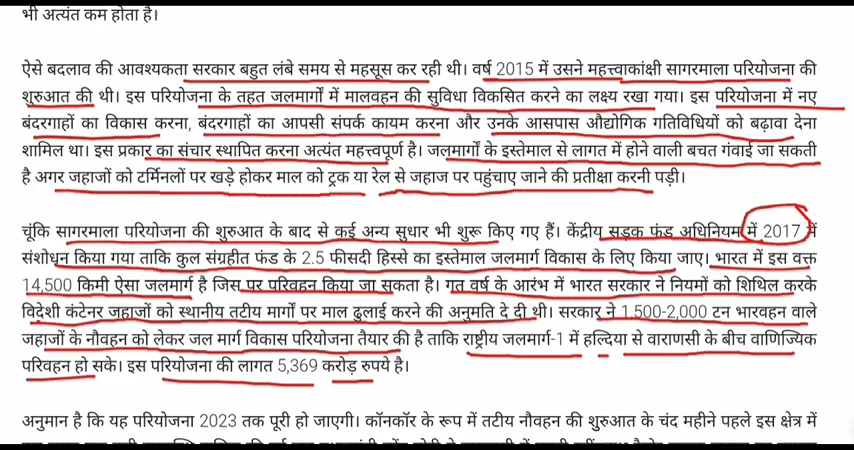 भी अत्यंत कम होता है।
ऐसे बदलाव की आवश्यकता सरकार बहुत लंबे समय से महसूस कर रही थी। वर्ष 2015 में उसने महत्त्वाकांक्षी सागरमाला परियोजना की
शुरुआत की थी। इस परियोजना के तहत जलमार्गों में मालवहन की सुविधा विकसित करने का लक्ष्य रखा गया। इस परियोजना में नए
बंदरगाहों का विकास करना, बंदरगाहों का आपसी संपर्क कायम करना और उनके आसपास औद्योगिक गतिविधियों को बढ़ावा देना
शामिल था। इस प्रकार का संचार स्थापित करना अत्यंत महत्त्वपूर्ण है। जलमार्गों के इस्तेमाल से लागत में होने वाली बचत गंवाई जा सकती
है अगर जहाजों को टर्मिनलों पर खड़े होकर माल को ट्रक या रेल से जहाज पर पहुंचाए जाने की प्रतीक्षा करनी पड़ी।
चूंकि सागरमाला परियोजना की शुरुआत के बाद से कई अन्य सुधार भी शुरू किए गए हैं। केंद्रीय सड़क फंड अधिनियम में 2017 में
संशोधन किया गया ताकि कुल संग्रहीत फंड के 2.5 फीसदी हिस्से का इस्तेमाल जलमार्ग विकास के लिए किया जाए। भारत में इस वक्त
14,500 किमी ऐसा जलमार्ग है जिस पर परिवहन किया जा सकता है। गत वर्ष के आरंभ में भारत सरकार ने नियमों को शिथिल करके
विदेशी कंटेनर जहाजों को स्थानीय तटीय मार्गों पर माल ढुलाई करने की अनुमति दे दी थी। सरकार ने 1,500-2,000 टन भारवहन वाले
जहाजों के नौवहन को लेकर जल मार्ग विकास परियोजना तैयार की है ताकि राष्ट्रीय जलमार्ग-1 में हल्दिया से वाराणसी के बीच वाणिज्यिक
परिवहन हो सके। इस परियोजना की लागत 5,369 करोड़ रुपये है।
अनुमान है कि यह परियोजना 2023 तक पूरी हो जाएगी। कॉनकॉर के रूप में तटीय नौवहन की शुरुआत के चंद महीने पहले इस क्षेत्र में